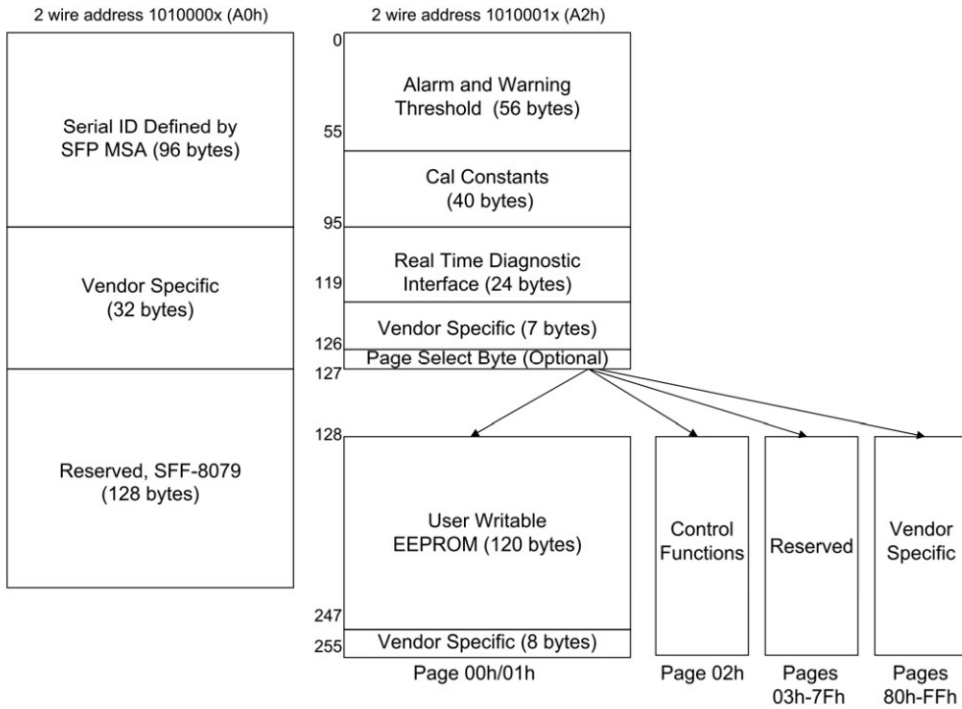 2 wire address 1010000x (A0h)
Serial ID Defined by
SFP MSA (96 bytes)
Vendor Specific
(32 bytes)
Reserved, SFF-8079
(128 bytes)
2 wire address 1010001x (A2h)
0
Alarm and Warning
Threshold (56 bytes)
55
Cal Constants
(40 bytes)
95
Real Time Diagnostic
Interface (24 bytes)
119
Vendor Specific (7 bytes)
126
Page Select Byte (Optional)
127
128
User Writable
EEPROM (120 bytes)
247
Vendor Specific (8 bytes)
255
Page 00h/01h
Control
Functions
Page 02h
Reserved
Pages
03h-7Fh
Vendor
Specific
Pages
80h-FFh